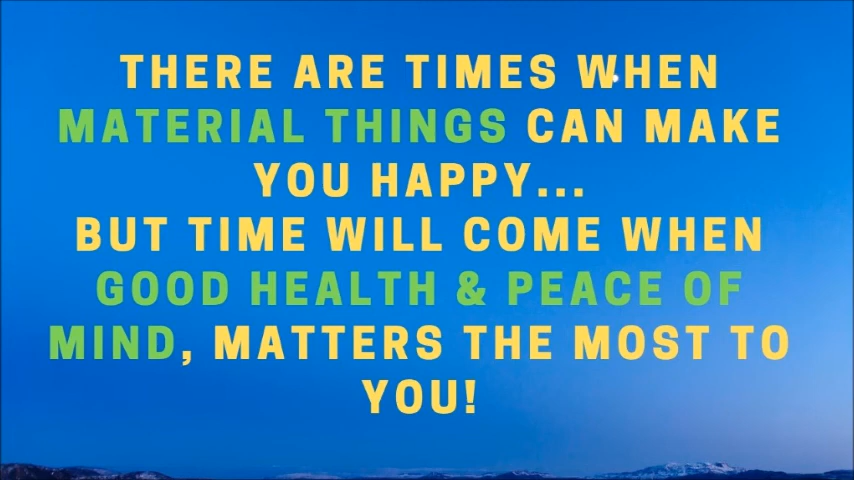 THERE ARE TIMES WHEN
MATERIAL THINGS CAN MAKE
YOU HAPPY...
BUT TIME WILL COME WHEN
GOOD HEALTH & PEACE OF
MIND, MATTERS THE MOST TO
YOU!